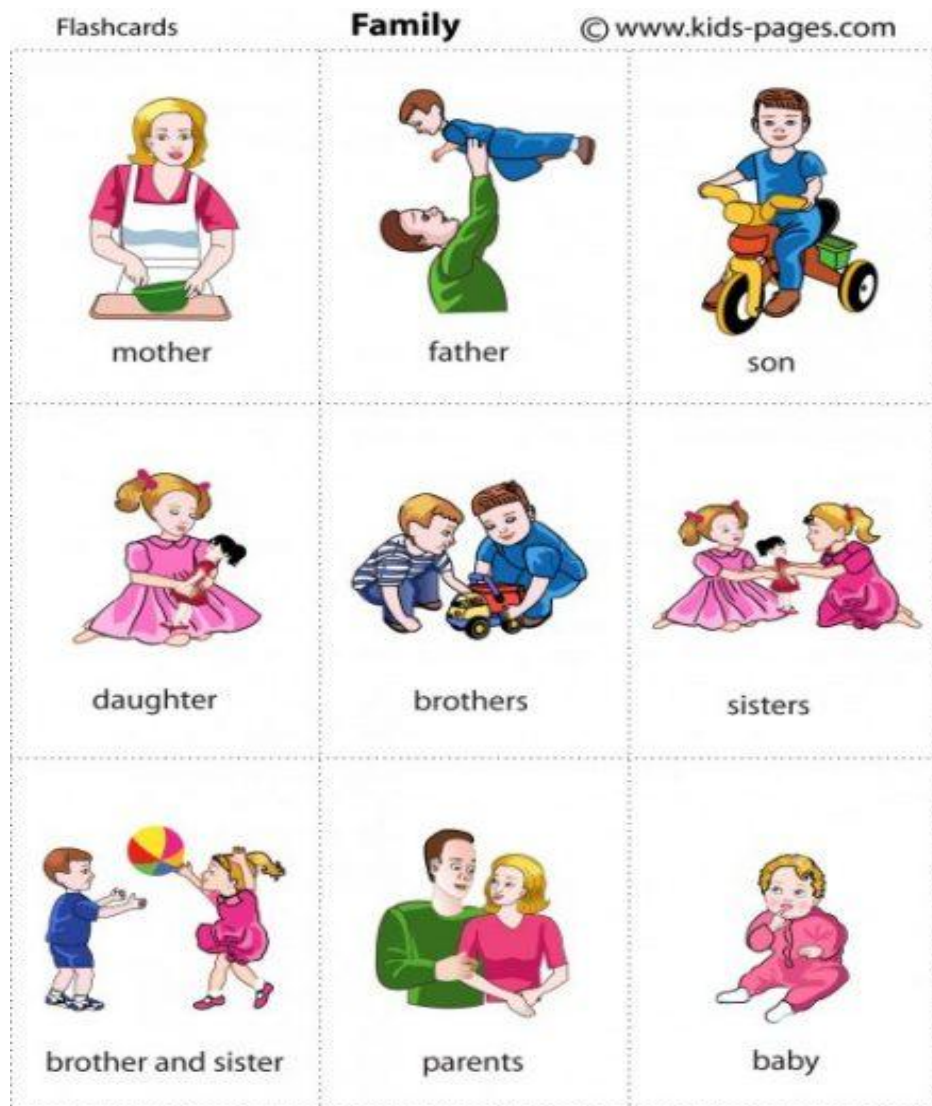 Flashcards Family © www.kids-pages.com
mother father son
daughter brothers sisters
brother and sister parents baby